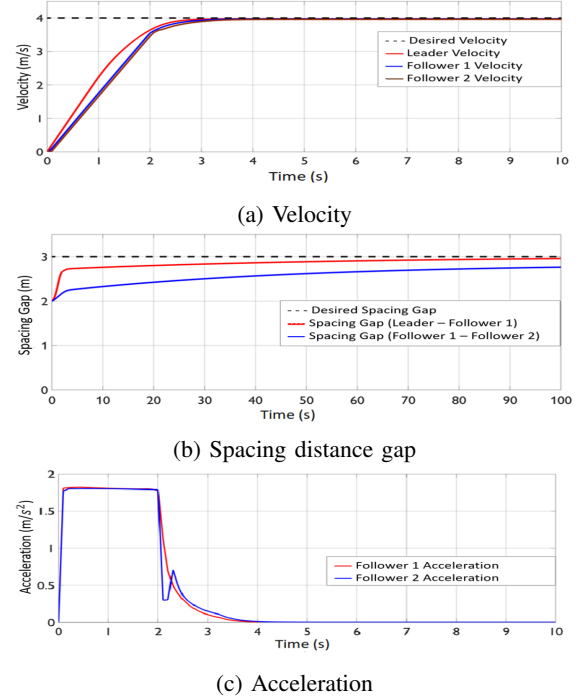 4
3
2
1
0
Velocity (m/s)
Desired Velocity
Leader Velocity
Follower 1 Velocity
Follower 2 Velocity
0 1 2 3 4 5 6 7 8 9 10
Time (s)
(a) Velocity
3
2
1
0
Spacing Gap (m)
Desired Spacing Gap
Spacing Gap (Leader – Follower 1)
Spacing Gap (Follower 1 – Follower 2)
0 10 20 30 40 50 60 70 80 90 100
Time (s)
(b) Spacing distance gap
2
1.5
1
0.5
0
Acceleration (m/s²)
Follower 1 Acceleration
Follower 2 Acceleration
0 1 2 3 4 5 6 7 8 9 10
Time (s)
(c) Acceleration